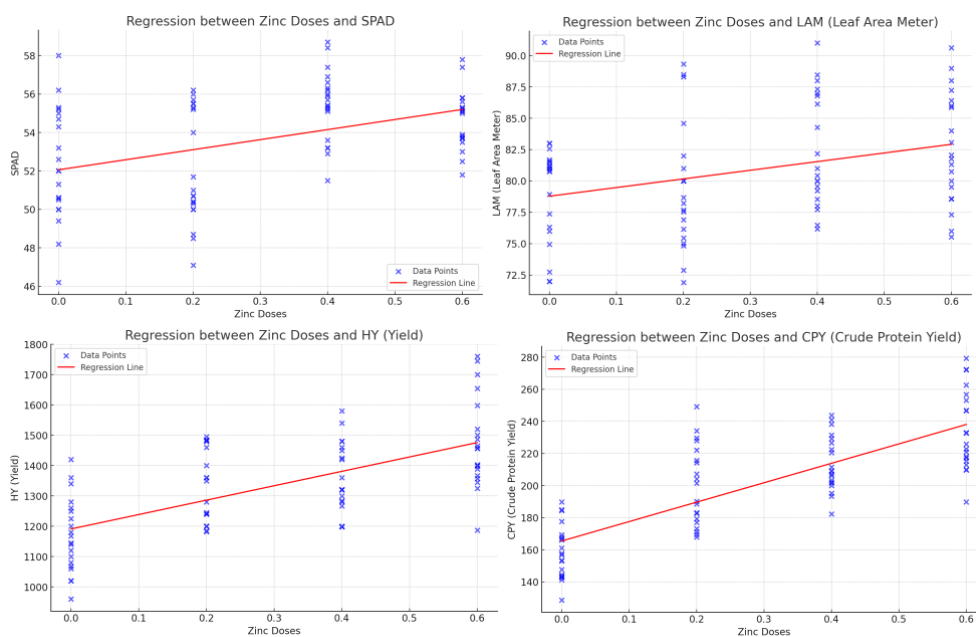 Regression between Zinc Doses and SPAD
Data Points
Regression Line
58
56
54
52
50
48
46
SPAD
0.0 0.1 0.2 0.3 0.4 0.5 0.6
Zinc Doses
Regression between Zinc Doses and LAM (Leaf Area Meter)
Data Points
Regression Line
90.0
87.5
85.0
82.5
80.0
77.5
75.0
72.5
LAM (Leaf Area Meter)
0.0 0.1 0.2 0.3 0.4 0.5 0.6
Zinc Doses
Regression between Zinc Doses and HY (Yield)
Data Points
Regression Line
1800
1700
1600
1500
1400
1300
1200
1100
1000
HY (Yield)
0.0 0.1 0.2 0.3 0.4 0.5 0.6
Zinc Doses
Regression between Zinc Doses and CPY (Crude Protein Yield)
Data Points
Regression Line
280
260
240
220
200
180
160
140
CPY (Crude Protein Yield)
0.0 0.1 0.2 0.3 0.4 0.5 0.6
Zinc Doses